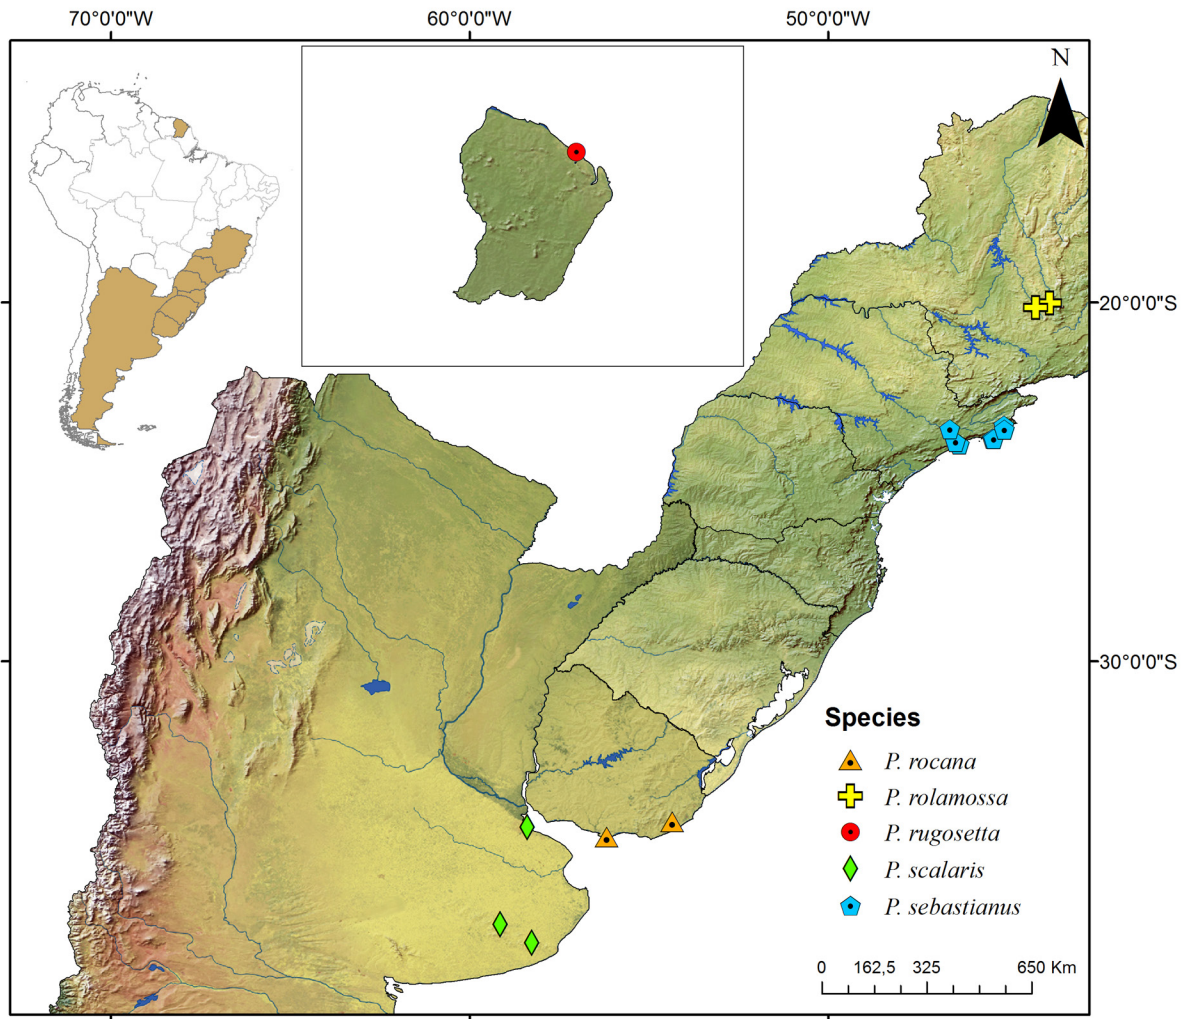 70°0'0"W 60°0'0"W 50°0'0"W
N
20°0'0"S
30°0'0"S
Species
P. rocana
P. rolamossa
P. rugosetta
P. scalaris
P. sebastianus
0 162,5 325 650 Km